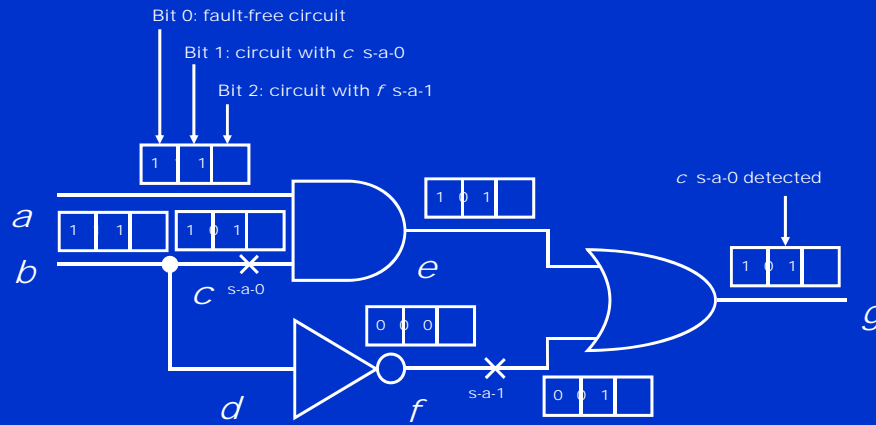 Bit 0: fault-free circuit
Bit 1: circuit with c s-a-0
Bit 2: circuit with f s-a-1
1 1
1 0 1
c s-a-0 detected
a
1 1
1 0 1
b
c s-a-0
e
1 0 1
g
0 0 0
s-a-1
0 0 1
d
f